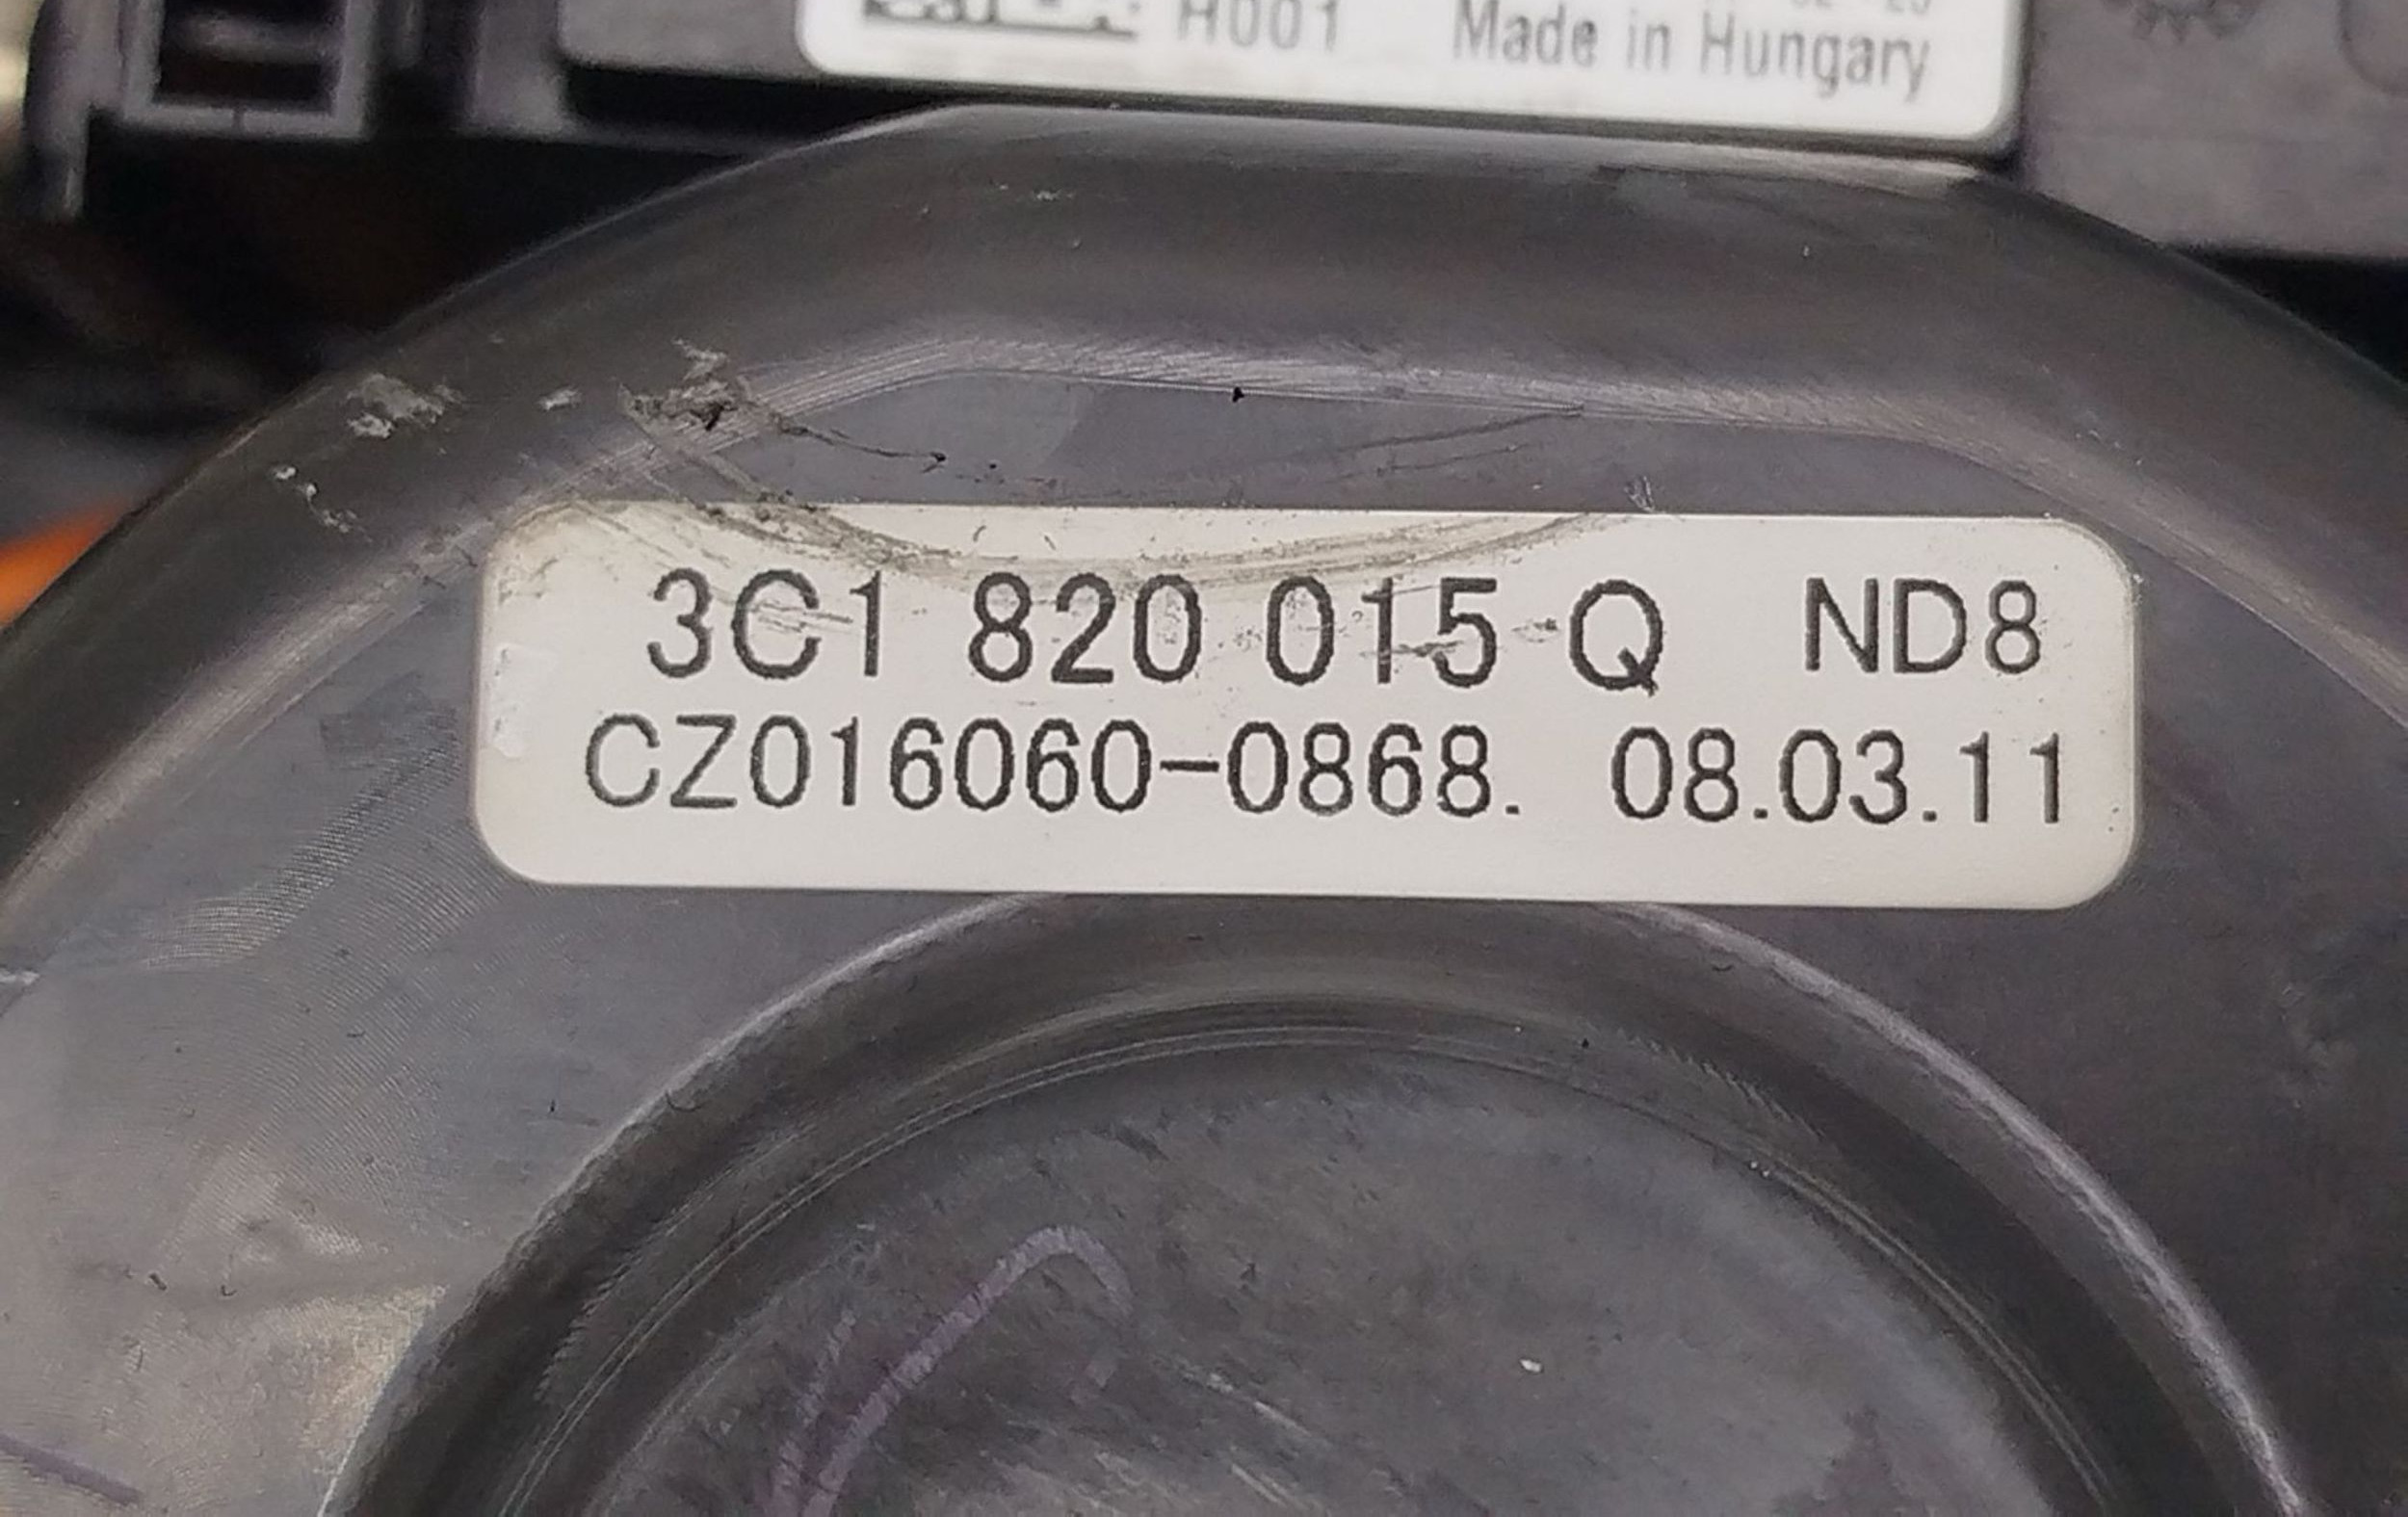 H001 Made in Hungary
3C1 820 015 Q ND8
CZ016060-0868. 08.03.11